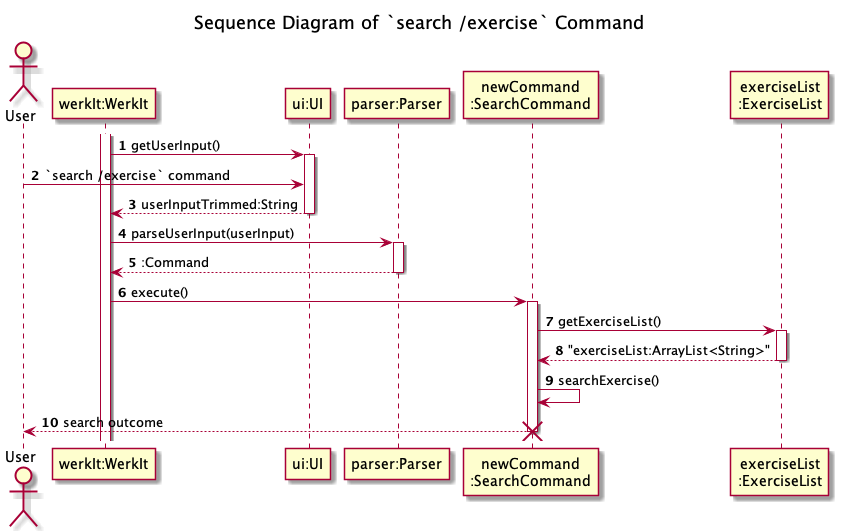 Sequence Diagram of `search /exercise` Command
User
werkIt:WerkIt
ui:UI
parser:Parser
newCommand
:SearchCommand
exerciseList
:ExerciseList
1 getUserInput()
2 `search /exercise` command
3 userInputTrimmed:String
4 parseUserInput(userInput)
5 :Command
6 execute()
7 getExerciseList()
8 "exerciseList:ArrayList<String>"
9 searchExercise()
10 search outcome
User
werkIt:WerkIt
ui:UI
parser:Parser
newCommand
:SearchCommand
exerciseList
:ExerciseList